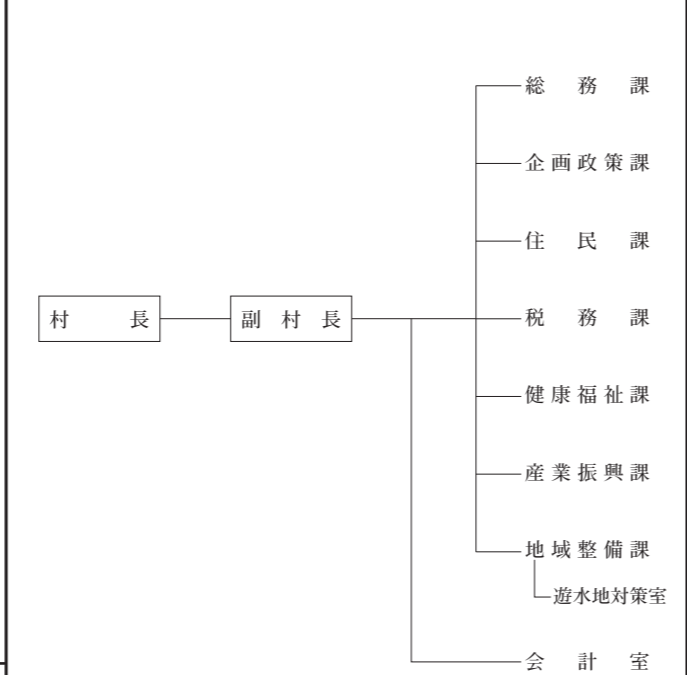 総務課
企画政策課
住民課
村長
副村長
税務課
健康福祉課
産業振興課
地域整備課
遊水地対策室
会計室